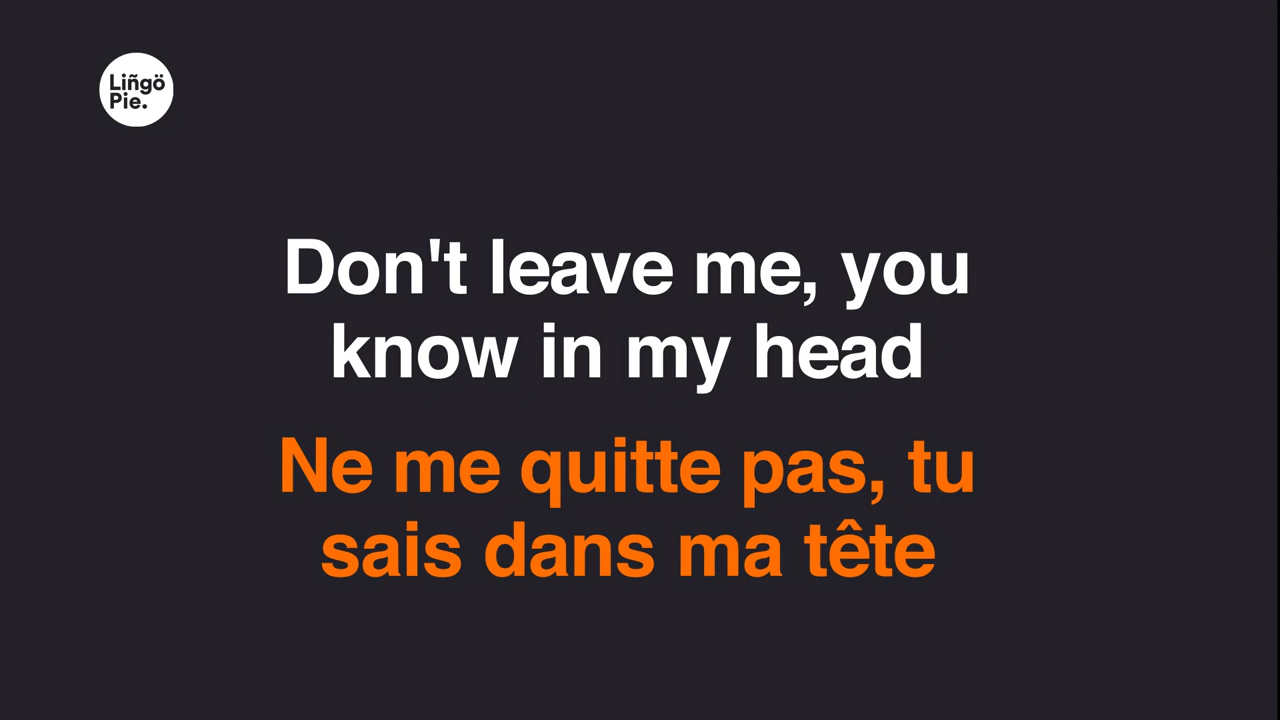 Liñgö
Pie.
Don't leave me, you
know in my head
Ne me quitte pas, tu
sais dans ma tête